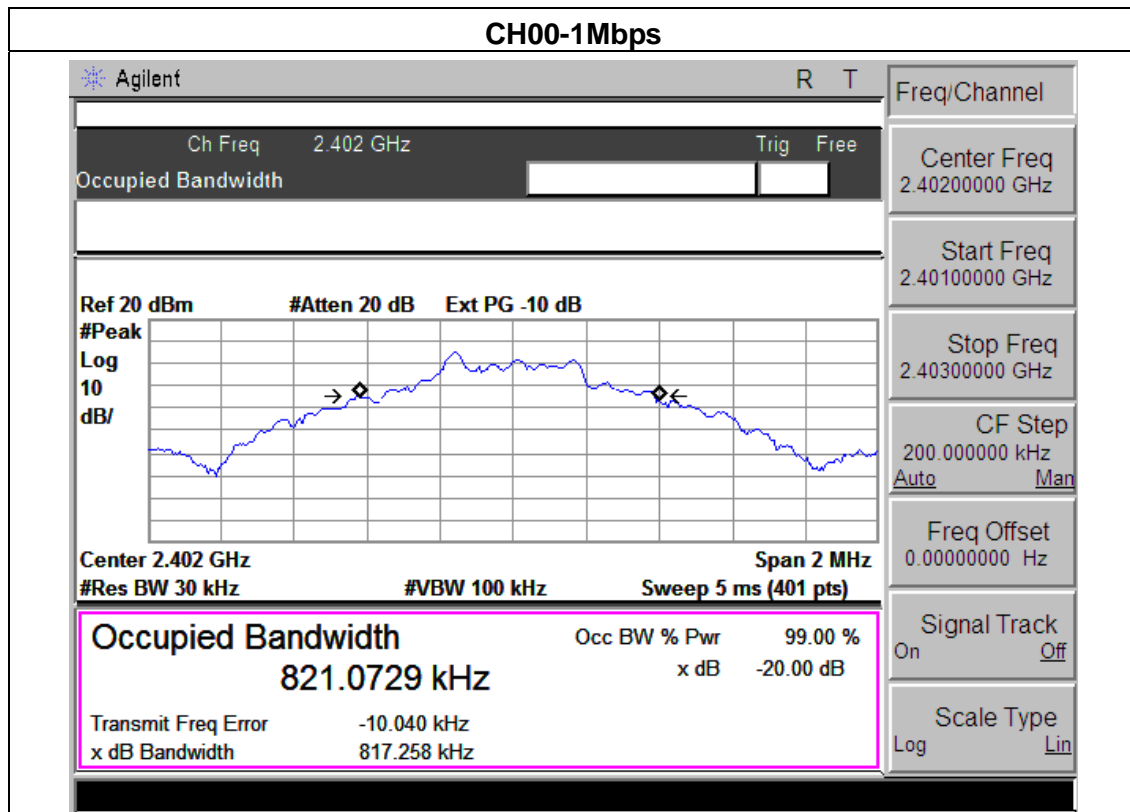 CH00-1Mbps
Agilent R T
Ch Freq 2.402 GHz Trig Free
Occupied Bandwidth
Ref 20 dBm #Atten 20 dB Ext PG -10 dB
#Peak
Log
10
dB/
Center 2.402 GHz Span 2 MHz
#Res BW 30 kHz #VBW 100 kHz Sweep 5 ms (401 pts)
Occupied Bandwidth Occ BW % Pwr 99.00 %
821.0729 kHz x dB -20.00 dB
Transmit Freq Error -10.040 kHz
x dB Bandwidth 817.258 kHz
Freq/Channel
Center Freq
2.40200000 GHz
Start Freq
2.40100000 GHz
Stop Freq
2.40300000 GHz
CF Step
200.000000 kHz
Auto Man
Freq Offset
0.00000000 Hz
Signal Track
On Off
Scale Type
Log Lin